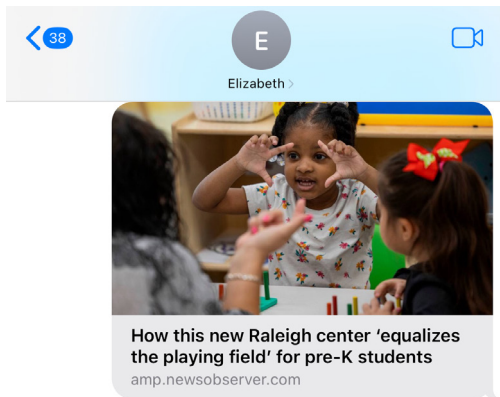 38
E
Elizabeth
How this new Raleigh center ‘equalizes
the playing field’ for pre-K students
amp.newsobserver.com